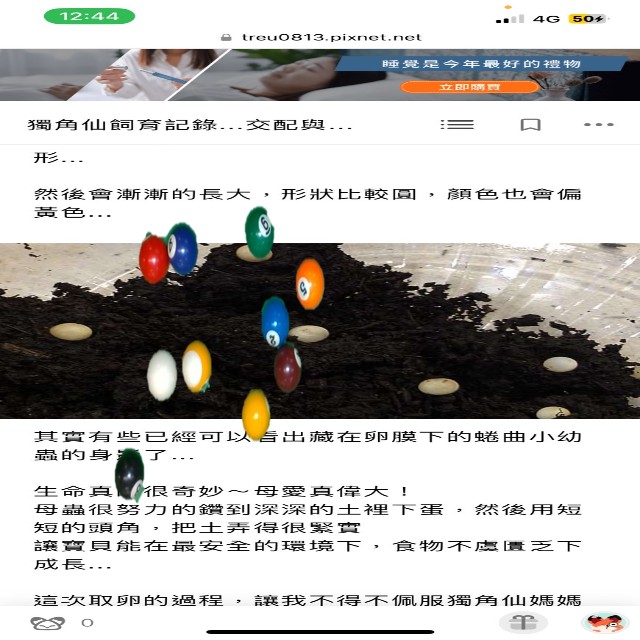 12:44
4G 50
treu0813.pixnet.net
睡覺是今年最好的禮物
立即購買
獨角仙飼育記錄...交配與...
形...
然後會漸漸的長大，形狀比較圓，顏色也會偏
黃色...
6
5
2
其實有些已經可以看出藏在卵膜下的蜷曲小幼
蟲的身了...
生命真很奇妙～母愛真偉大！
母蟲很努力的鑽到深深的土裡下蛋，然後用短
短的頭角，把土弄得很緊實
讓寶貝能在最安全的環境下，食物不虞匱乏下
成長...
這次取卵的過程，讓我不得不佩服獨角仙媽媽
0